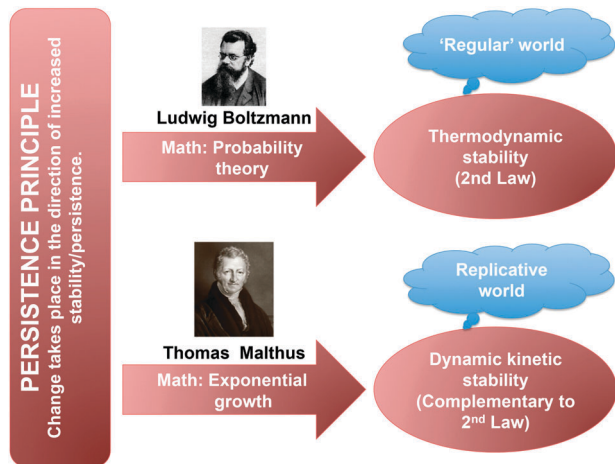 PERSISTENCE PRINCIPLE
Change takes place in the direction of increased
stability/persistence.
Ludwig Boltzmann
Math: Probability
theory
'Regular' world
Thermodynamic
stability
(2nd Law)
Thomas Malthus
Math: Exponential
growth
Replicative
world
Dynamic kinetic
stability
(Complementary to
2nd Law)